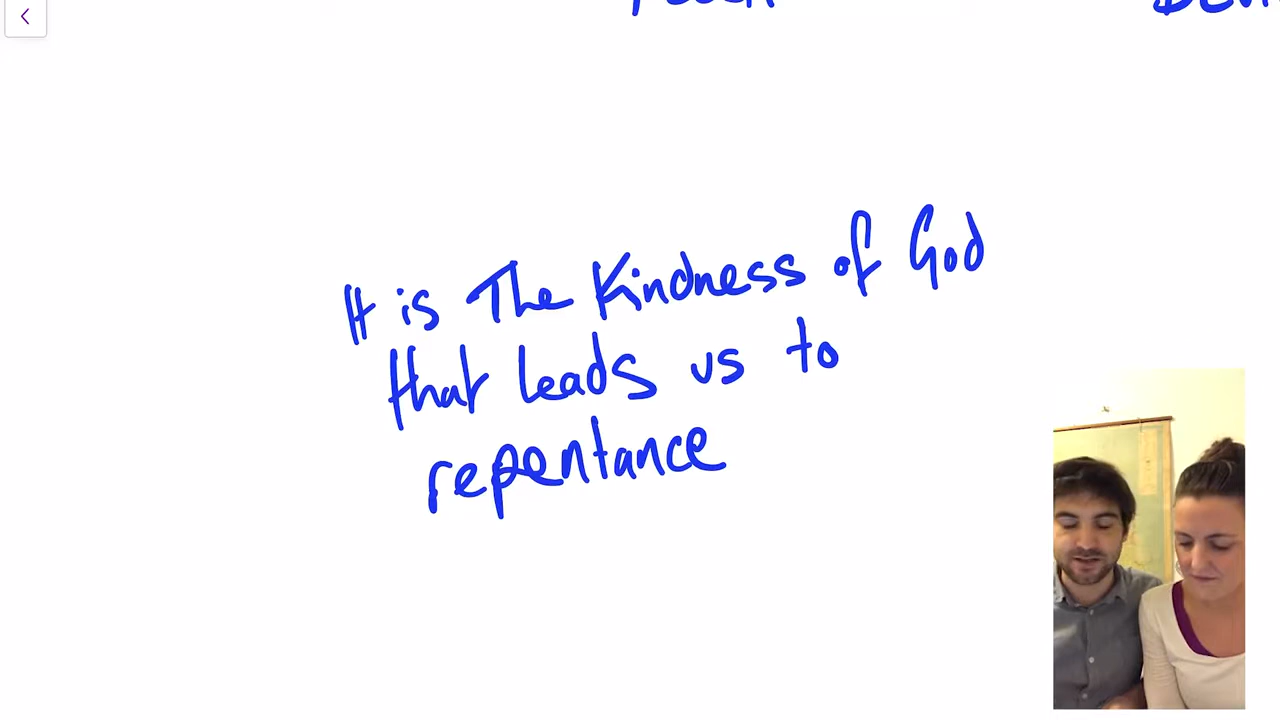 It is The Kindness of God
that leads us to
repentance